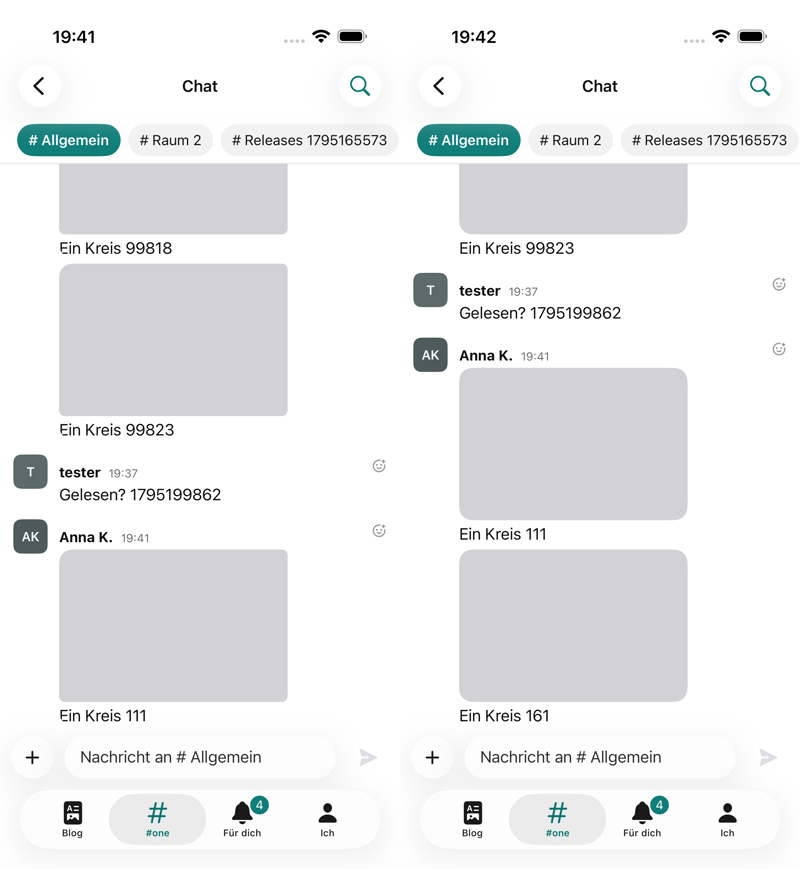 19:41
Chat
# Allgemein
# Raum 2
# Releases 1795165573
Ein Kreis 99818
Ein Kreis 99823
T
tester 19:37
Gelesen? 1795199862
AK
Anna K. 19:41
Ein Kreis 111
Nachricht an # Allgemein
4
Blog
#one
Für dich
Ich
19:42
Chat
# Allgemein
# Raum 2
# Releases 1795165573
Ein Kreis 99823
T
tester 19:37
Gelesen? 1795199862
AK
Anna K. 19:41
Ein Kreis 111
Ein Kreis 161
Nachricht an # Allgemein
4
Blog
#one
Für dich
Ich